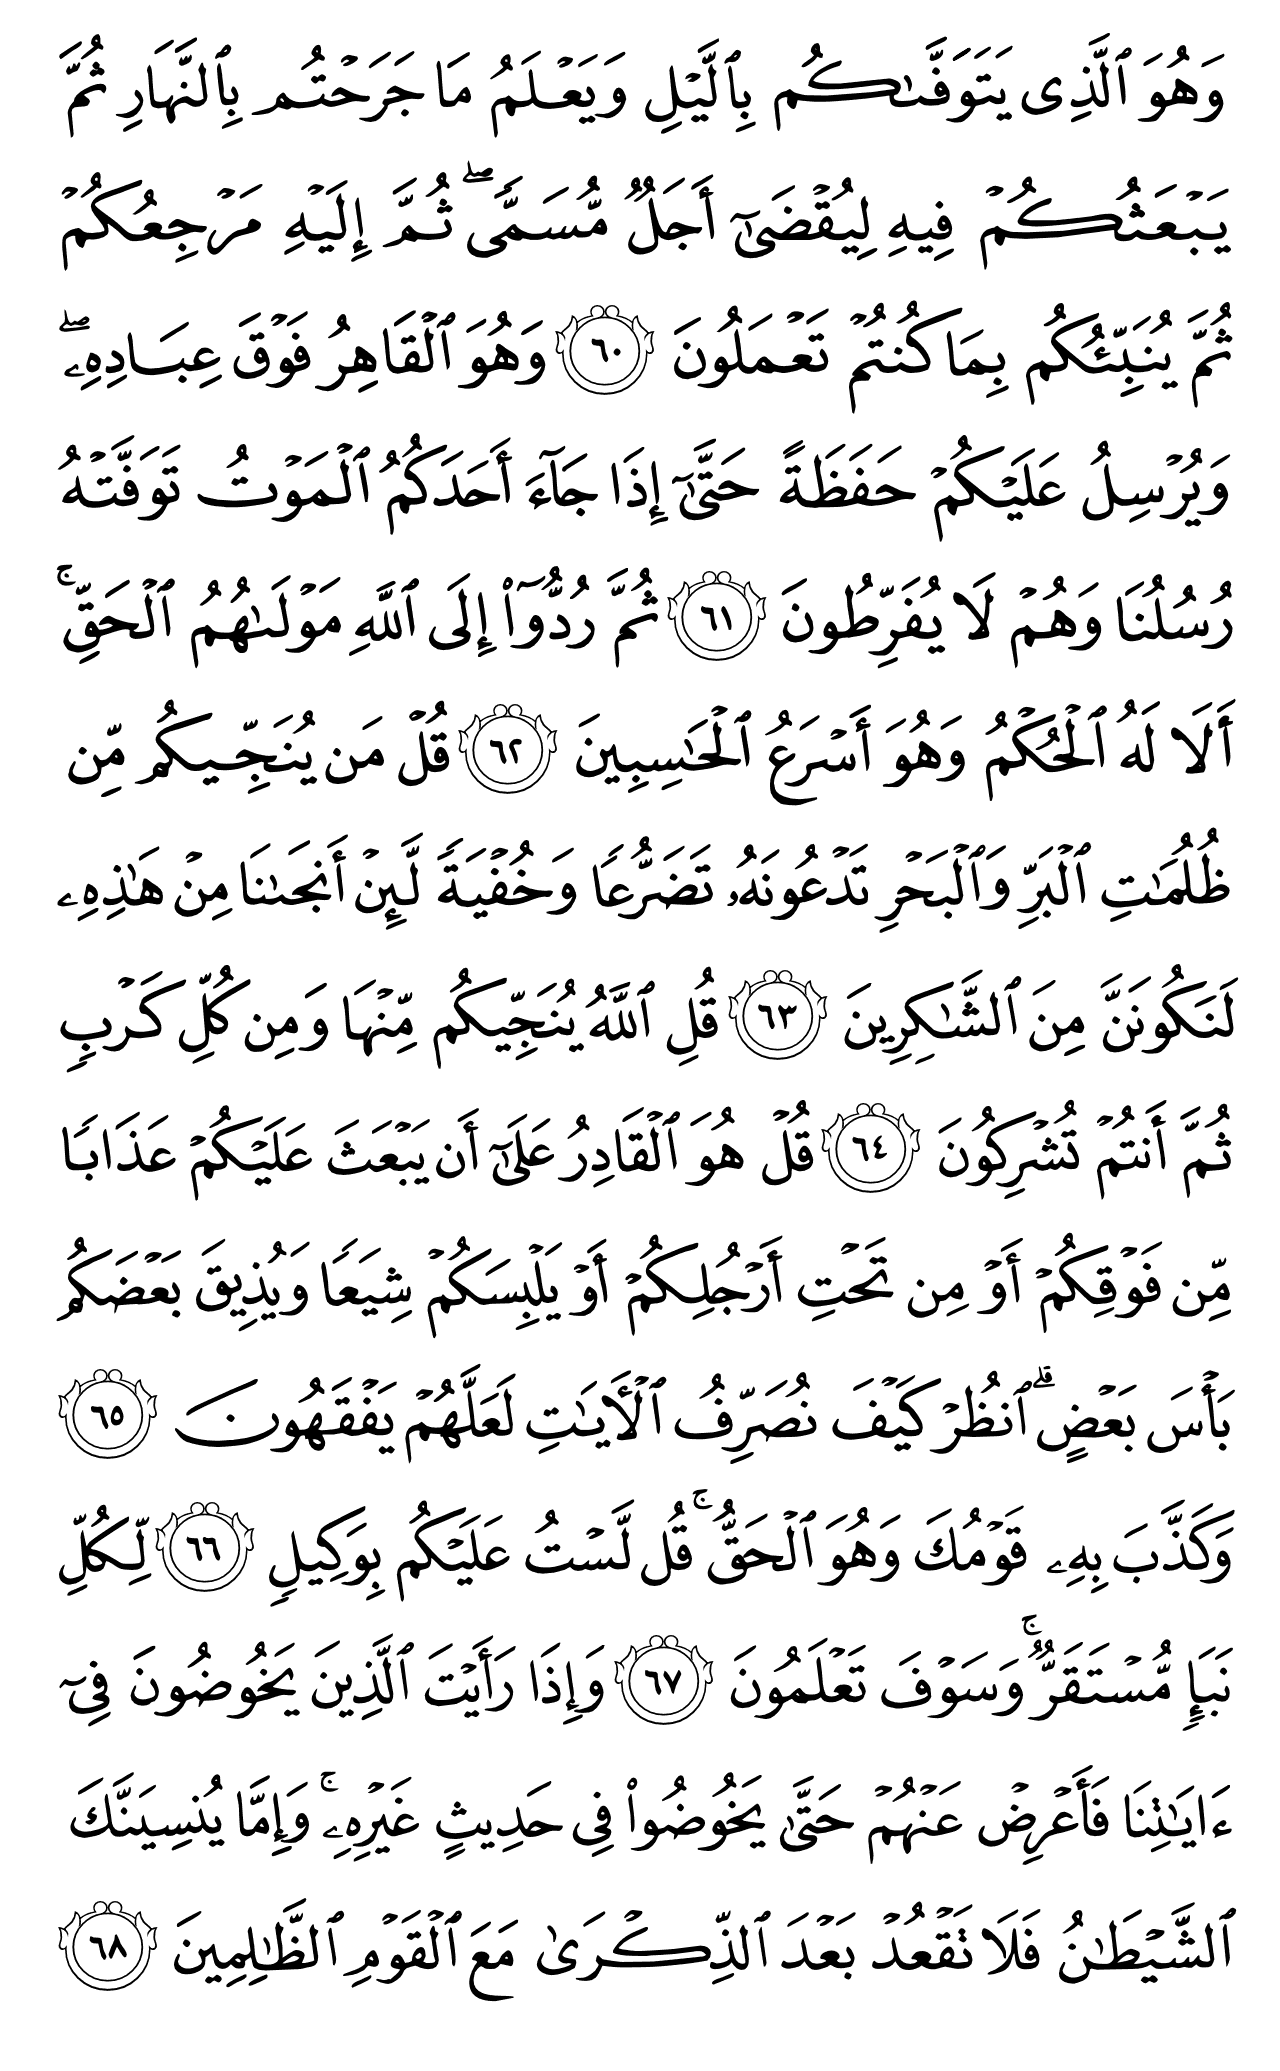 وَهُوَ ٱلَّذِى يَتَوَفَّىٰكُم بِٱلَّيْلِ وَيَعْلَمُ مَا جَرَحْتُم بِٱلنَّهَارِ ثُمَّ
يَبْعَثُكُمْ فِيهِ لِيُقْضَىٰٓ أَجَلٌ مُّسَمًّى ۖ ثُمَّ إِلَيْهِ مَرْجِعُكُمْ
ثُمَّ يُنَبِّئُكُم بِمَا كُنتُمْ تَعْمَلُونَ ٦٠ وَهُوَ ٱلْقَاهِرُ فَوْقَ عِبَادِهِۦ ۖ
وَيُرْسِلُ عَلَيْكُمْ حَفَظَةً حَتَّىٰٓ إِذَا جَآءَ أَحَدَكُمُ ٱلْمَوْتُ تَوَفَّتْهُ
رُسُلُنَا وَهُمْ لَا يُفَرِّطُونَ ٦١ ثُمَّ رُدُّوٓا۟ إِلَى ٱللَّهِ مَوْلَىٰهُمُ ٱلْحَقِّ ۚ
أَلَا لَهُ ٱلْحُكْمُ وَهُوَ أَسْرَعُ ٱلْحَـٰسِبِينَ ٦٢ قُلْ مَن يُنَجِّيكُم مِّن
ظُلُمَـٰتِ ٱلْبَرِّ وَٱلْبَحْرِ تَدْعُونَهُۥ تَضَرُّعًا وَخُفْيَةً لَّئِنْ أَنجَىٰنَا مِنْ هَـٰذِهِۦ
لَنَكُونَنَّ مِنَ ٱلشَّـٰكِرِينَ ٦٣ قُلِ ٱللَّهُ يُنَجِّيكُم مِّنْهَا وَمِن كُلِّ كَرْبٍ
ثُمَّ أَنتُمْ تُشْرِكُونَ ٦٤ قُلْ هُوَ ٱلْقَادِرُ عَلَىٰٓ أَن يَبْعَثَ عَلَيْكُمْ عَذَابًا
مِّن فَوْقِكُمْ أَوْ مِن تَحْتِ أَرْجُلِكُمْ أَوْ يَلْبِسَكُمْ شِيَعًا وَيُذِيقَ بَعْضَكُم
بَأْسَ بَعْضٍ ۗ ٱنظُرْ كَيْفَ نُصَرِّفُ ٱلْـَٔايَـٰتِ لَعَلَّهُمْ يَفْقَهُونَ ٦٥
وَكَذَّبَ بِهِۦ قَوْمُكَ وَهُوَ ٱلْحَقُّ ۚ قُل لَّسْتُ عَلَيْكُم بِوَكِيلٍ ٦٦ لِّكُلِّ
نَبَإٍ مُّسْتَقَرٌّ ۚ وَسَوْفَ تَعْلَمُونَ ٦٧ وَإِذَا رَأَيْتَ ٱلَّذِينَ يَخُوضُونَ فِىٓ
ءَايَـٰتِنَا فَأَعْرِضْ عَنْهُمْ حَتَّىٰ يَخُوضُوا۟ فِى حَدِيثٍ غَيْرِهِۦ ۚ وَإِمَّا يُنسِيَنَّكَ
ٱلشَّيْطَـٰنُ فَلَا تَقْعُدْ بَعْدَ ٱلذِّكْرَىٰ مَعَ ٱلْقَوْمِ ٱلظَّـٰلِمِينَ ٦٨